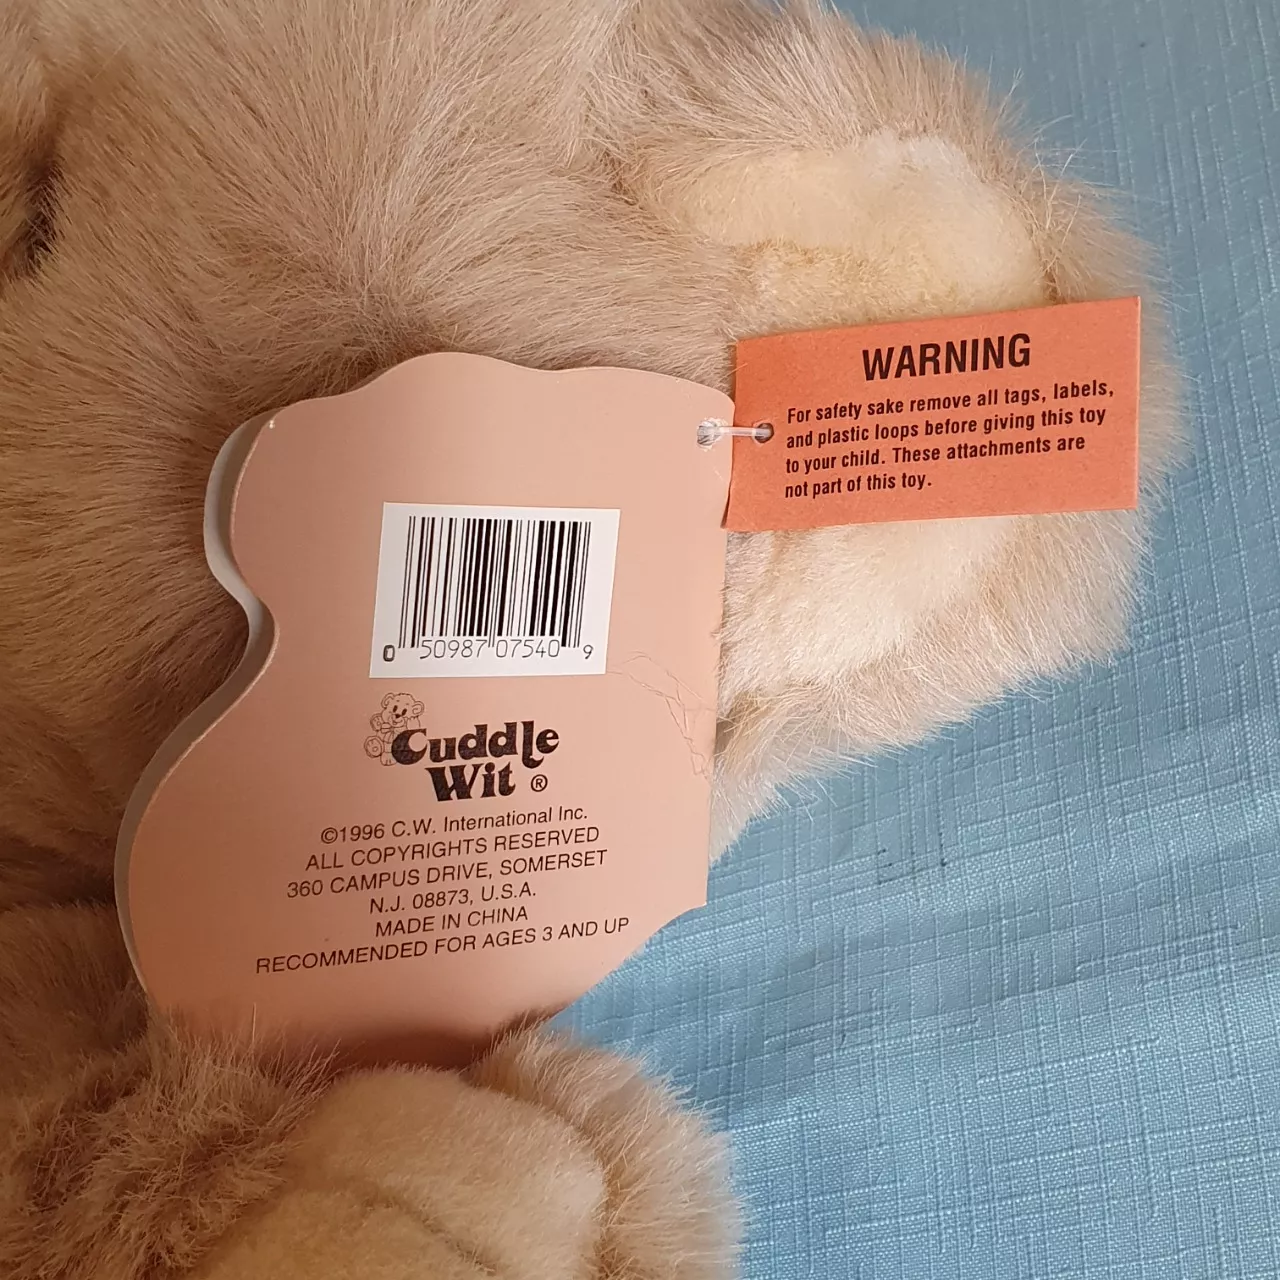 WARNING
For safety sake remove all tags, labels,
and plastic loops before giving this toy
to your child. These attachments are
not part of this toy.
0 50987 07540 9
Cuddle
Wit ®
©1996 C.W. International Inc.
ALL COPYRIGHTS RESERVED
360 CAMPUS DRIVE, SOMERSET
N.J. 08873, U.S.A.
MADE IN CHINA
RECOMMENDED FOR AGES 3 AND UP